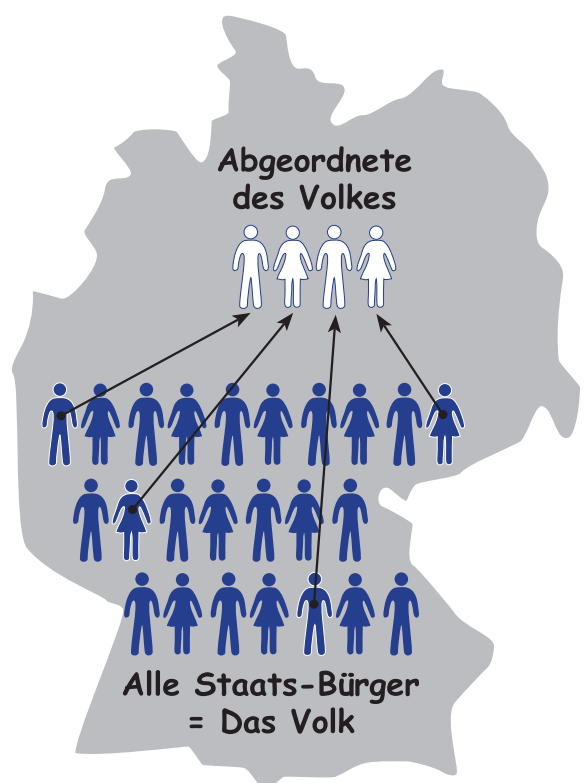 Abgeordnete
des Volkes
Alle Staats-Bürger
= Das Volk